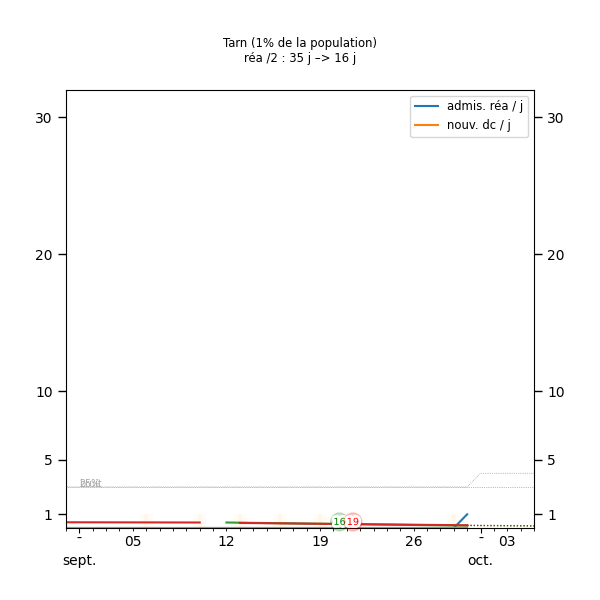 Tarn (1% de la population)
réa /2 : 35 j –> 16 j
admis. réa / j
nouv. dc / j
30 30
20 20
10 10
5 5
1 1
16 19
- 05 12 19 26 - 03
sept. oct.